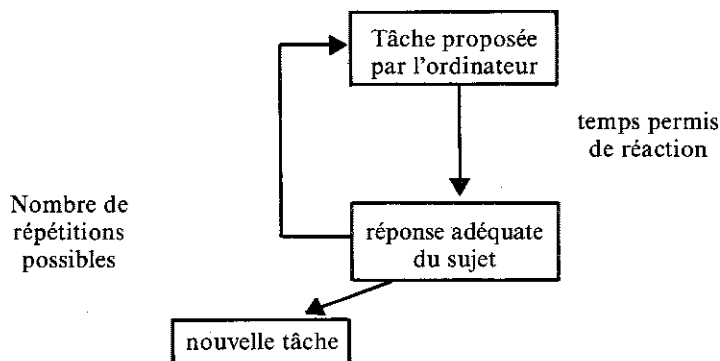 Tâche proposée
par l'ordinateur
temps permis
de réaction
Nombre de
répétitions
possibles
réponse adéquate
du sujet
nouvelle tâche